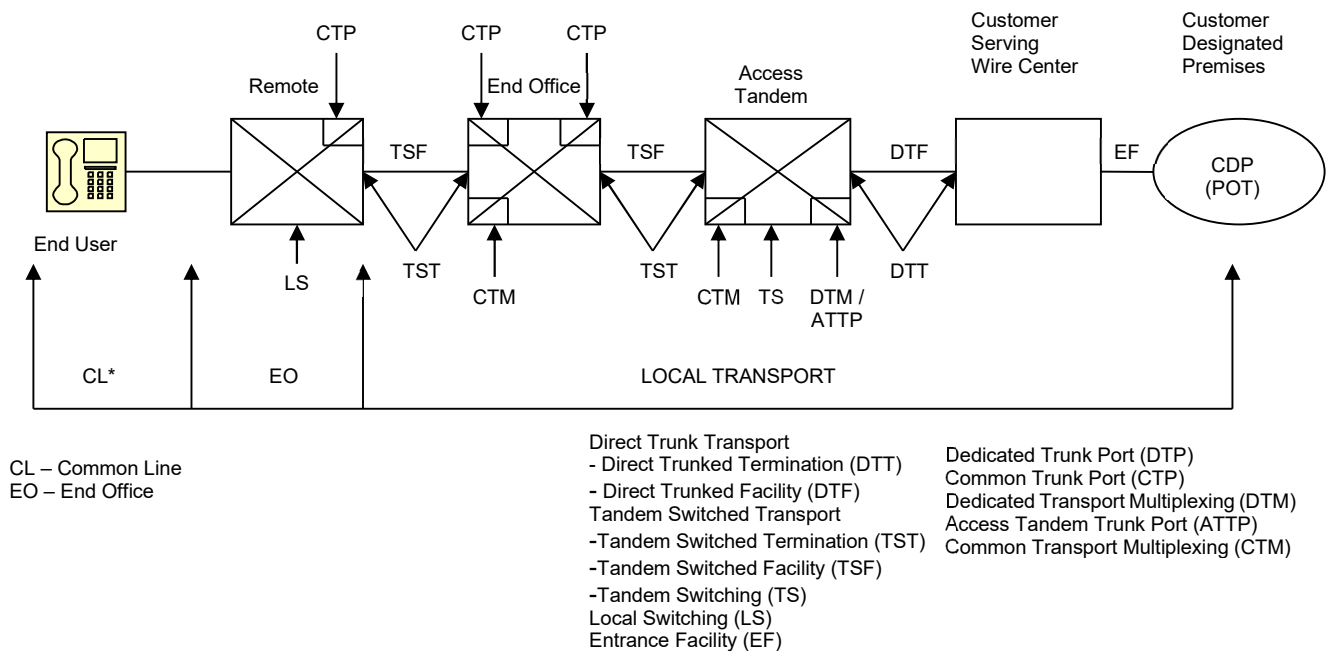 CTP
CTP
CTP
Customer
Serving
Wire Center
Customer
Designated
Premises
Remote
End Office
Access
Tandem
TSF
TSF
DTF
EF
CDP
(POT)
End User
LS
TST
CTM
TST
CTM
TS
DTM /
ATTP
DTT
CL*
EO
LOCAL TRANSPORT
CL – Common Line
EO – End Office
Direct Trunk Transport
- Direct Trunked Termination (DTT)
- Direct Trunked Facility (DTF)
Tandem Switched Transport
-Tandem Switched Termination (TST)
-Tandem Switched Facility (TSF)
-Tandem Switching (TS)
Local Switching (LS)
Entrance Facility (EF)
Dedicated Trunk Port (DTP)
Common Trunk Port (CTP)
Dedicated Transport Multiplexing (DTM)
Access Tandem Trunk Port (ATTP)
Common Transport Multiplexing (CTM)